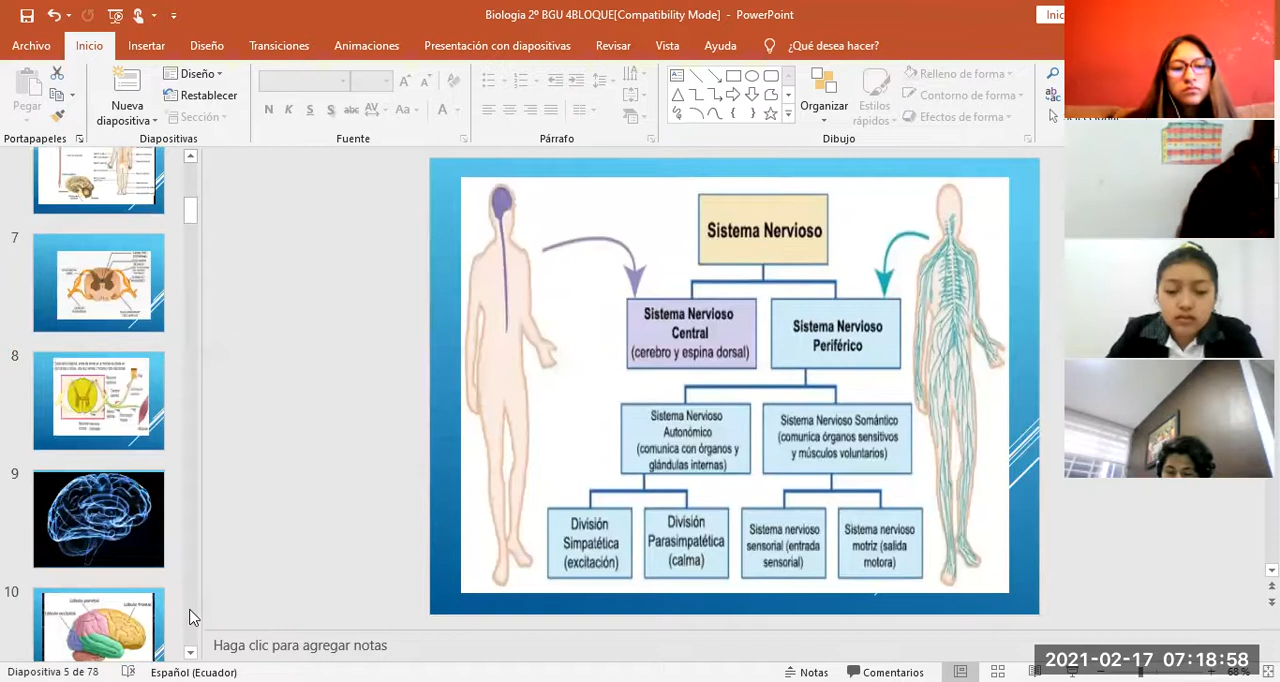 Biologia 2º BGU 4BLOQUE[Compatibility Mode] - PowerPoint
Inic
Archivo
Inicio
Insertar
Diseño
Transiciones
Animaciones
Presentación con diapositivas
Revisar
Vista
Ayuda
¿Qué desea hacer?
Pegar
Nueva
diapositiva
Diseño
Restablecer
Sección
N K S S abc AV Aa A
Organizar
Estilos
rápidos
Relleno de forma
Contorno de forma
Efectos de forma
Portapapeles
Diapositivas
Fuente
Párrafo
Dibujo
7
8
9
10
Sistema Nervioso
Sistema Nervioso
Central
(cerebro y espina dorsal)
Sistema Nervioso
Periférico
Sistema Nervioso
Autonómico
(comunica con órganos y
glándulas internas)
Sistema Nervioso Somántico
(comunica órganos sensitivos
y músculos voluntarios)
División
Simpatética
(excitación)
División
Parasimpatética
(calma)
Sistema nervioso
sensorial (entrada
sensorial)
Sistema nervioso
motriz (salida
motora)
Haga clic para agregar notas
Diapositiva 5 de 78
Español (Ecuador)
Notas
Comentarios
68 %
2021-02-17 07:18:58